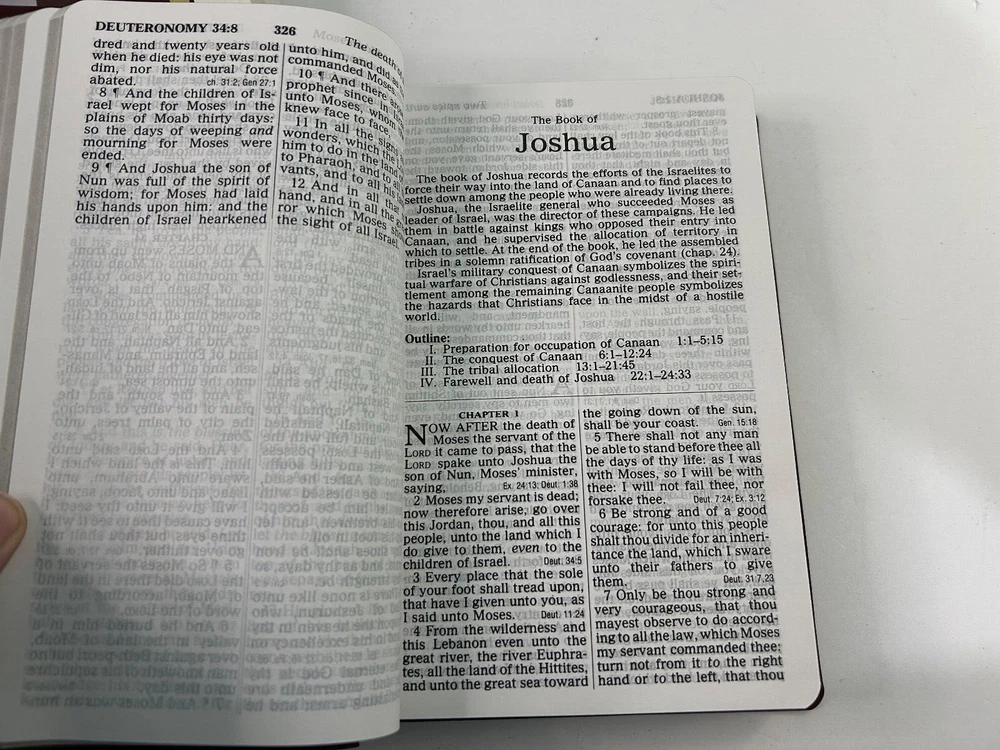 DEUTERONOMY 34:8
326
The death
dred and twenty years old
when he died: his eye was not
dim, nor his natural force
abated. ch. 31:2; Gen 27:1
8 ¶ And the children of Is-
rael wept for Moses in the
plains of Moab thirty days:
so the days of weeping and
mourning for Moses were
ended.
9 ¶ And Joshua the son of
Nun was full of the spirit of
wisdom; for Moses had laid
his hands upon him: and the
children of Israel hearkened
unto him, and did as
commanded Moses.
10 ¶ And there arose
prophet since in Is
unto Moses, whom
knew face to face,
11 In all the signs
wonders, which the
him to do in the land
to Pharaoh, and to all
vants, and to all his
12 And in all that
hand, and in all the
ror which Moses
the sight of all Israel
The Book of
Joshua
The book of Joshua records the efforts of the Israelites to
force their way into the land of Canaan and to find places to
settle down among the people who were already living there.
Joshua, the Israelite general who succeeded Moses as
leader of Israel, was the director of these campaigns. He led
them in battle against kings who opposed their entry into
Canaan, and he supervised the allocation of territory in
which to settle. At the end of the book, he led the assembled
tribes in a solemn ratification of God's covenant (chap. 24).
Israel's military conquest of Canaan symbolizes the spiri-
tual warfare of Christians against godlessness, and their set-
tlement among the remaining Canaanite people symbolizes
the hazards that Christians face in the midst of a hostile
world.
Outline:
I. Preparation for occupation of Canaan 1:1–5:15
II. The conquest of Canaan 6:1–12:24
III. The tribal allocation 13:1–21:45
IV. Farewell and death of Joshua 22:1–24:33
CHAPTER 1
NOW AFTER the death of
Moses the servant of the
LORD it came to pass, that the
LORD spake unto Joshua the
son of Nun, Moses' minister,
saying, Ex. 24:13; Deut. 1:38
2 Moses my servant is dead;
now therefore arise, go over
this Jordan, thou, and all this
people, unto the land which I
do give to them, even to the
children of Israel. Deut. 34:5
3 Every place that the sole
of your foot shall tread upon,
that have I given unto you, as
I said unto Moses. Deut. 11:24
4 From the wilderness and
this Lebanon even unto the
great river, the river Euphra-
tes, all the land of the Hittites,
and unto the great sea toward
the going down of the sun,
shall be your coast. Gen. 15:18
5 There shall not any man
be able to stand before thee all
the days of thy life: as I was
with Moses, so I will be with
thee: I will not fail thee, nor
forsake thee. Deut. 7:24; Ex. 3:12
6 Be strong and of a good
courage: for unto this people
shalt thou divide for an inheri-
tance the land, which I sware
unto their fathers to give
them. Deut. 31:7,23
7 Only be thou strong and
very courageous, that thou
mayest observe to do accord-
ing to all the law, which Moses
my servant commanded thee:
turn not from it to the right
hand or to the left, that thou